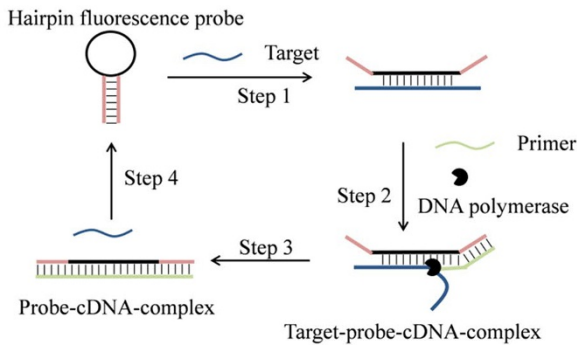 Hairpin fluorescence probe
Target
Step 1
Primer
Step 2
DNA polymerase
Step 4
Step 3
Probe-cDNA-complex
Target-probe-cDNA-complex